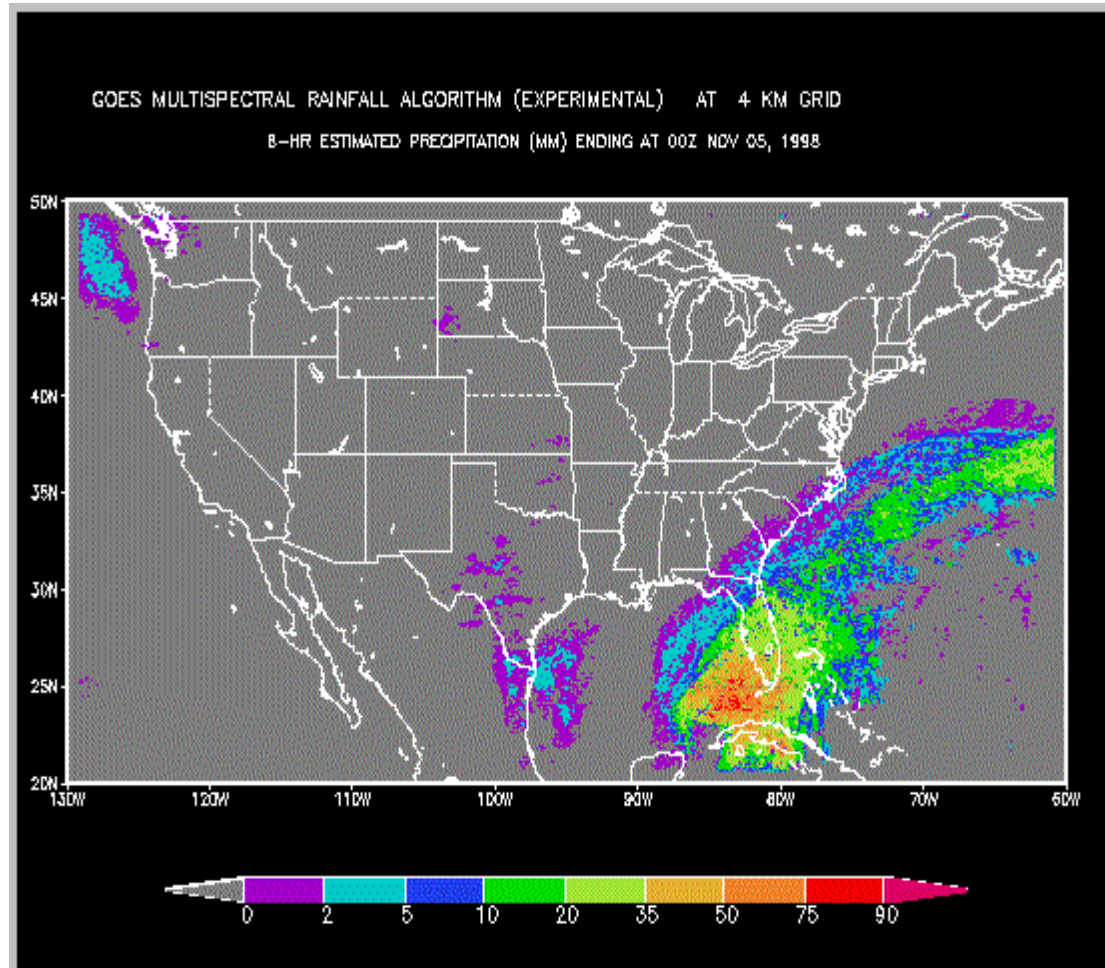 GOES MULTISPECTRAL RAINFALL ALGORITHM (EXPERIMENTAL) AT 4 KM GRID
8-HR ESTIMATED PRECIPITATION (MM) ENDING AT 00Z NOV 05, 1998
50N
45N
40N
35N
30N
25N
20N
130W 120W 110W 100W 90W 80W 70W 60W
0 2 5 10 20 35 50 75 90